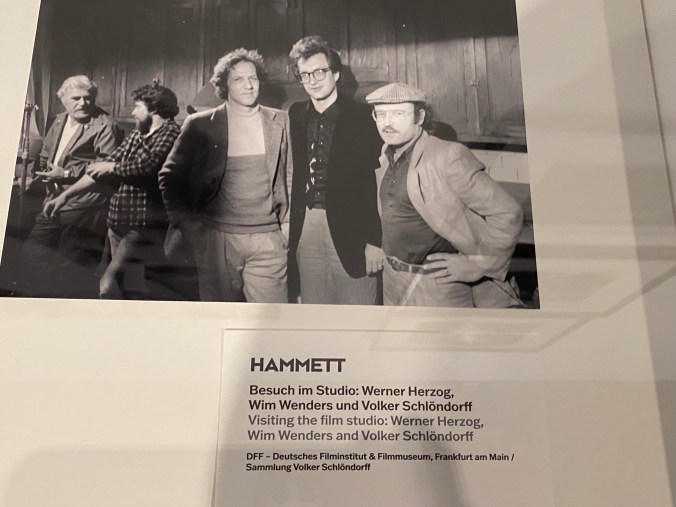 HAMMETT
Besuch im Studio: Werner Herzog,
Wim Wenders und Volker Schlöndorff
Visiting the film studio: Werner Herzog,
Wim Wenders and Volker Schlöndorff
DFF – Deutsches Filminstitut & Filmmuseum, Frankfurt am Main /
Sammlung Volker Schlöndorff